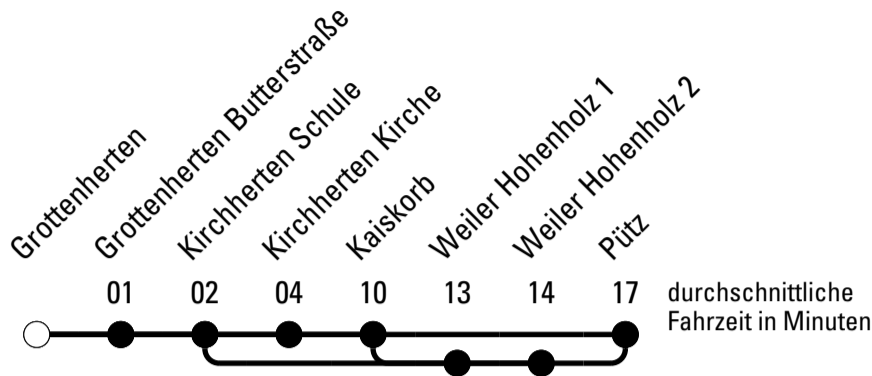 Grottenherten
Grottenherten Butterstraße
Kirchherten Schule
Kirchherten Kirche
Kaiskorb
Weiler Hohenholz 1
Weiler Hohenholz 2
Pütz
01 02 04 10 13 14 17
durchschnittliche
Fahrzeit in Minuten